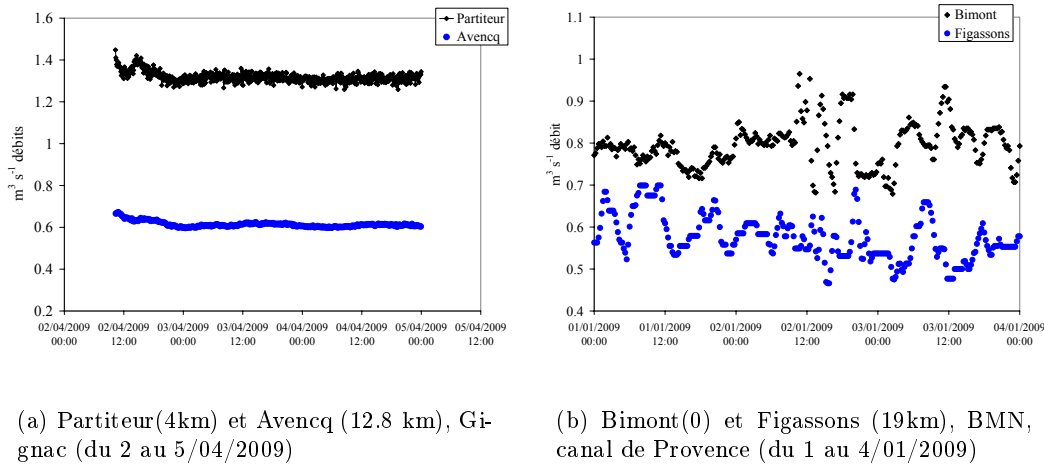 1.6
1.4
1.2
1
0.8
0.6
0.4
0.2
m³ s⁻¹ débits
Partiteur
Avencq
02/04/2009 02/04/2009 03/04/2009 03/04/2009 04/04/2009 04/04/2009 05/04/2009 05/04/2009
00:00 12:00 00:00 12:00 00:00 12:00 00:00 12:00
1.1
1
0.9
0.8
0.7
0.6
0.5
0.4
m³ s⁻¹ débit
Bimont
Figassons
01/01/2009 01/01/2009 02/01/2009 02/01/2009 03/01/2009 03/01/2009 04/01/2009
00:00 12:00 00:00 12:00 00:00 12:00 00:00
(a) Partiteur(4km) et Avencq (12.8 km), Gi-
gnac (du 2 au 5/04/2009)
(b) Bimont(0) et Figassons (19km), BMN,
canal de Provence (du 1 au 4/01/2009)